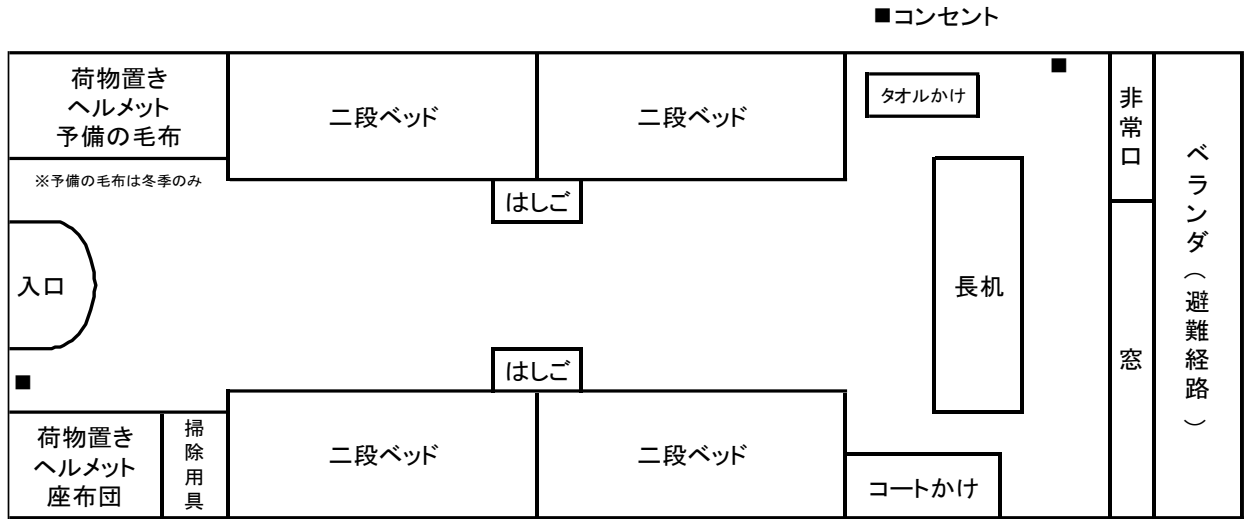 ■コンセント
荷物置き
ヘルメット
予備の毛布
※予備の毛布は冬季のみ
二段ベッド
二段ベッド
タオルかけ
非常口
ベランダ（避難経路）
はしご
入口
長机
はしご
窓
荷物置き
ヘルメット
座布団
掃除用具
二段ベッド
二段ベッド
コートかけ